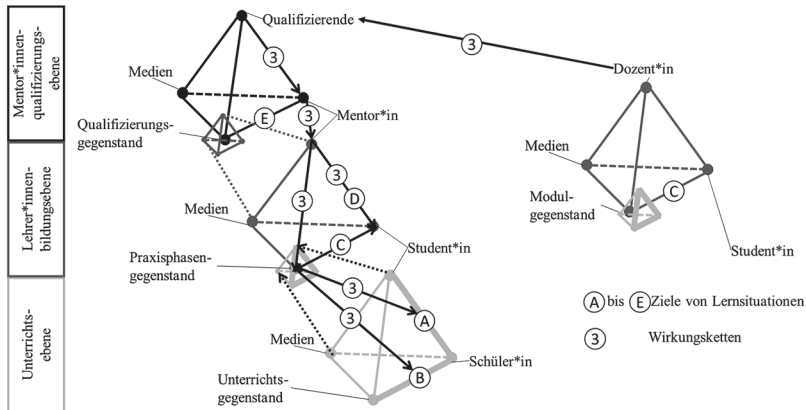 Mentor*innen-
qualifizierungs-
ebene
Lehrer*innen-
bildungsebene
Unterrichts-
ebene
Qualifizierende
3
3
Dozent*in
Medien
3
Mentor*in
E
Qualifizierungs-
gegenstand
Medien
3
3
D
Medien
Modul-
gegenstand
C
Student*in
C
Student*in
Praxisphasen-
gegenstand
3
3
A
B
Medien
Schüler*in
Unterrichts-
gegenstand
A bis E Ziele von Lernsituationen
3 Wirkungsketten